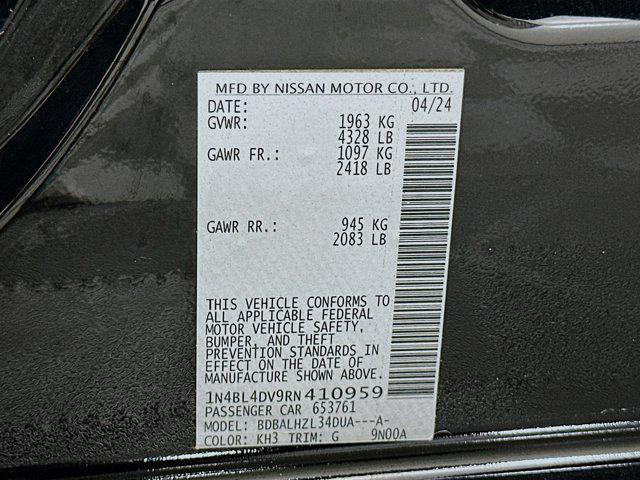 MFD BY NISSAN MOTOR CO., LTD.
DATE: 04/24
GVWR: 1963 KG
4328 LB
GAWR FR.: 1097 KG
2418 LB
GAWR RR.: 945 KG
2083 LB
THIS VEHICLE CONFORMS TO
ALL APPLICABLE FEDERAL
MOTOR VEHICLE SAFETY,
BUMPER, AND THEFT
PREVENTION STANDARDS IN
EFFECT ON THE DATE OF
MANUFACTURE SHOWN ABOVE.
1N4BL4DV9RN410959
PASSENGER CAR 653761
MODEL: BDBALHZL34DUA---A-
COLOR: KH3 TRIM: G 9N00A